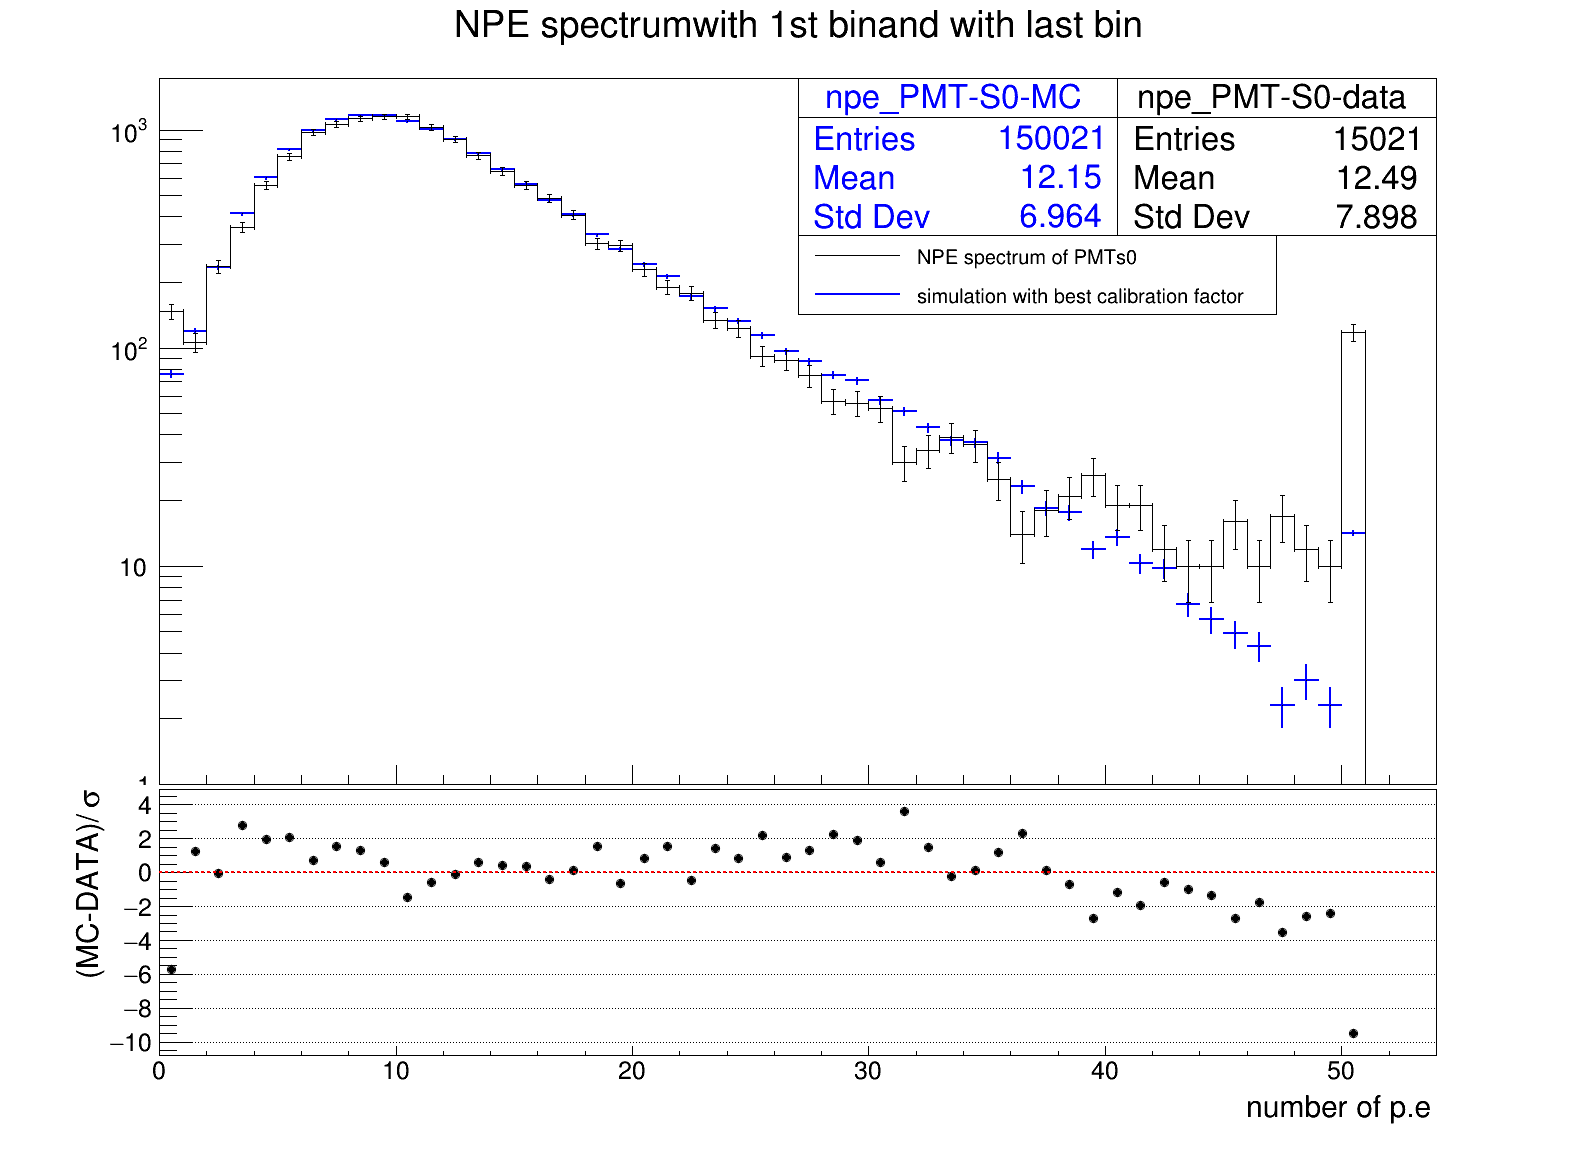 NPE spectrumwith 1st binand with last bin
npe_PMT-S0-MC
Entries 150021
Mean 12.15
Std Dev 6.964
npe_PMT-S0-data
Entries 15021
Mean 12.49
Std Dev 7.898
NPE spectrum of PMTs0
simulation with best calibration factor
10³
10²
10
1
(MC-DATA)/ σ
4
2
0
−2
−4
−6
−8
−10
0 10 20 30 40 50
number of p.e